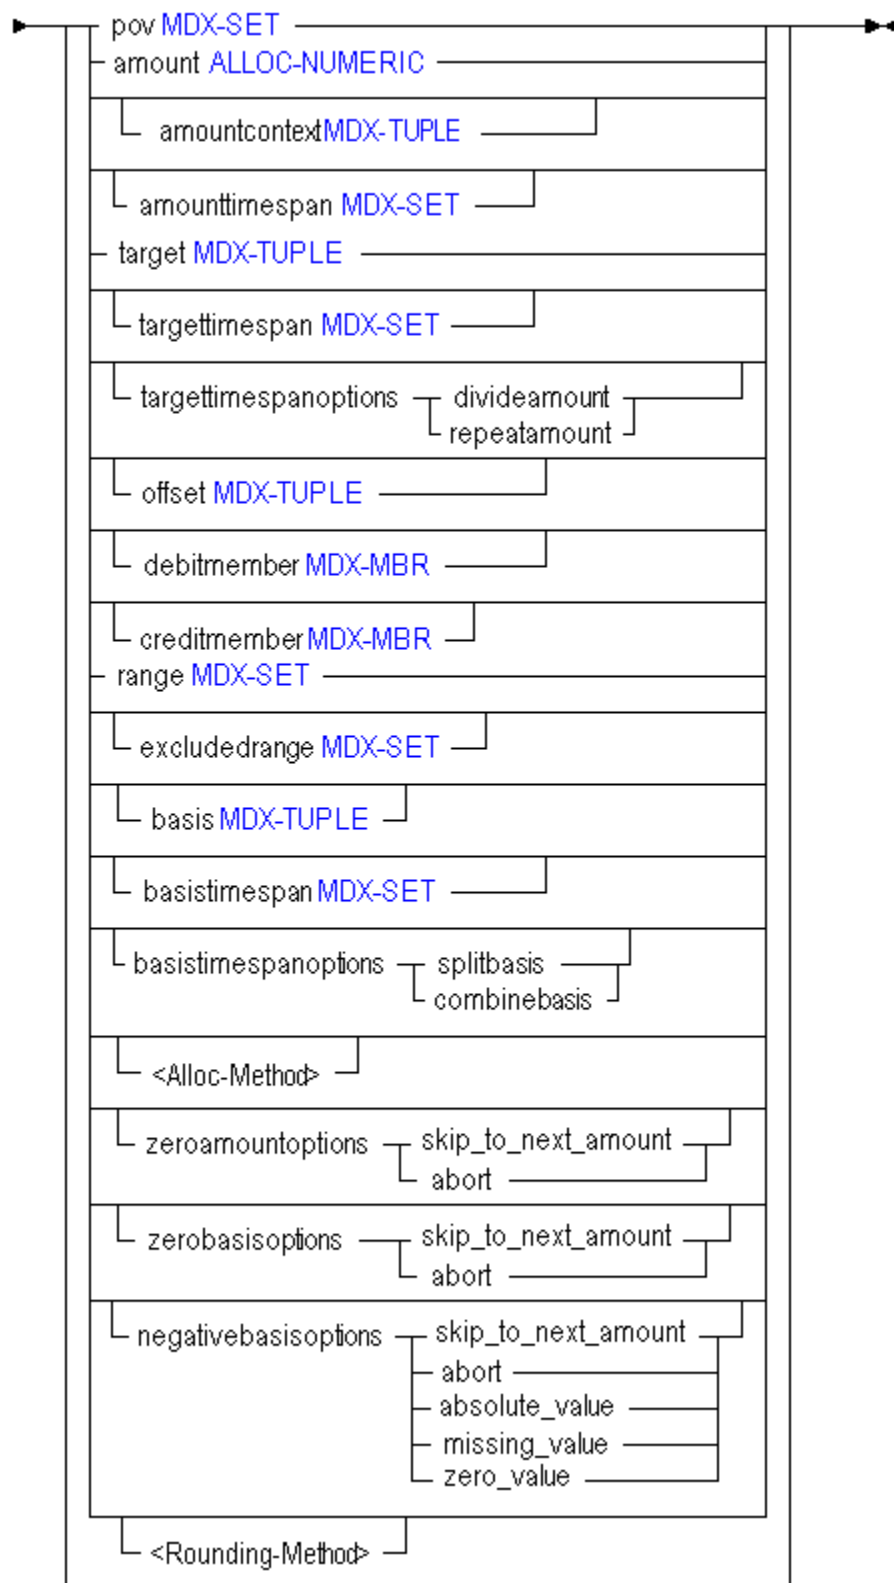 pov MDX-SET
amount ALLOC-NUMERIC
amountcontext MDX-TUPLE
amounttimespan MDX-SET
target MDX-TUPLE
targettimespan MDX-SET
targettimespanoptions divideamount
repeatamount
offset MDX-TUPLE
debitmember MDX-MBR
creditmember MDX-MBR
range MDX-SET
excludedrange MDX-SET
basis MDX-TUPLE
basistimespan MDX-SET
basistimespanoptions splitbasis
combinebasis
<Alloc-Method>
zeroamountoptions skip_to_next_amount
abort
zerobasisoptions skip_to_next_amount
abort
negativebasisoptions skip_to_next_amount
abort
absolute_value
missing_value
zero_value
<Rounding-Method>